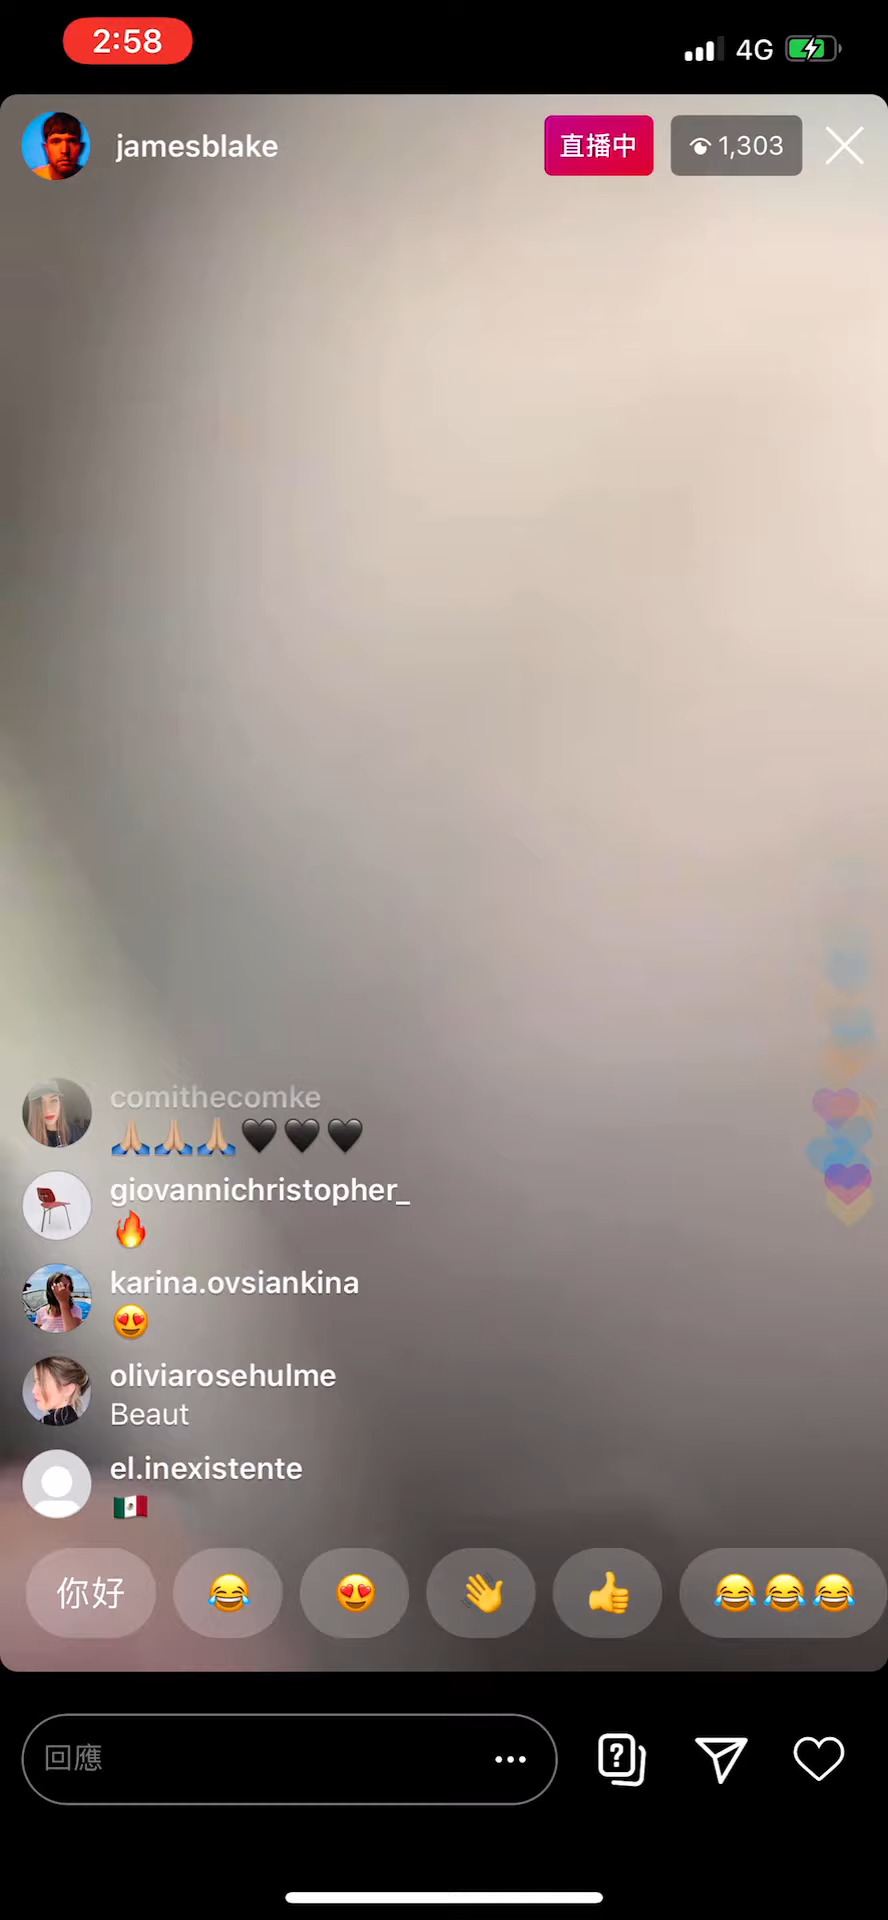 2:58
4G
jamesblake
直播中
1,303
comithecomke
🙏🏼🙏🏼🙏🏼🖤🖤🖤
giovannichristopher_
🔥
karina.ovsiankina
😍
oliviarosehulme
Beaut
el.inexistente
🇲🇽
你好 😂 😍 👋 👍 😂😂😂
回應